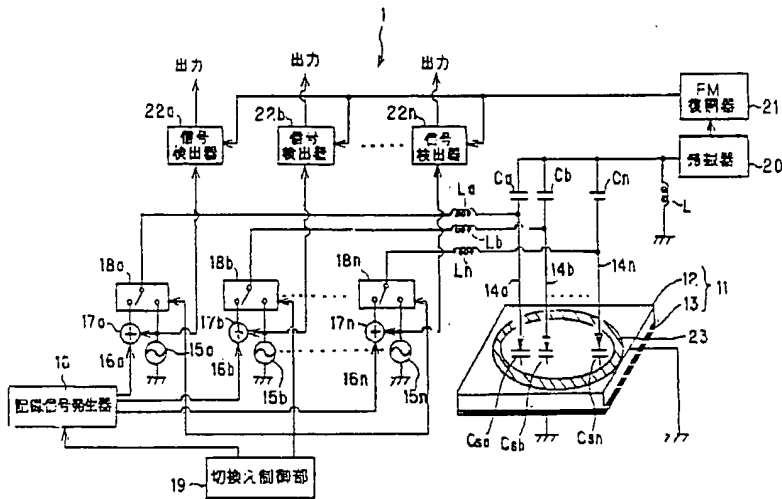 1
出力
出力
出力
22a
22b
22n
信号
検出器
信号
検出器
信号
検出器
FM
復調器
21
発振器
20
Ca
Cb
Cn
L
La
Lb
Ln
18a
18b
18n
14a
14b
14n
12
13
11
23
17a
17b
17n
15a
15b
15n
16a
16b
16n
Csa
Csb
Csn
記録信号発生器
切換え制御部
19